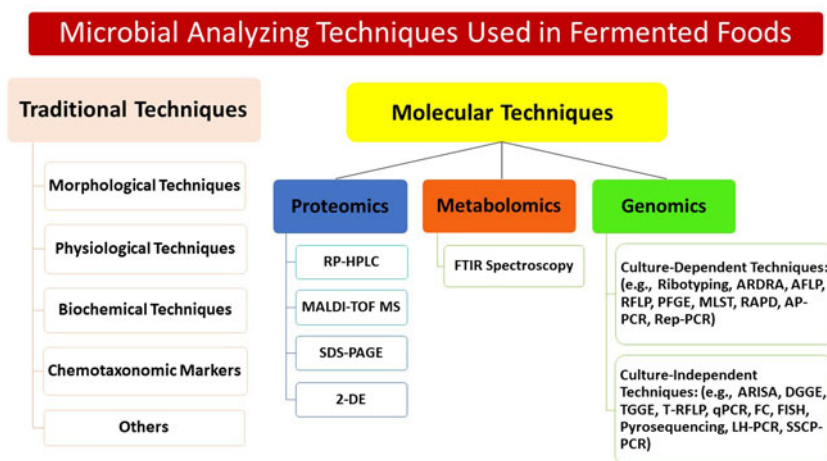 Microbial Analyzing Techniques Used in Fermented Foods
Traditional Techniques
Morphological Techniques
Physiological Techniques
Biochemical Techniques
Chemotaxonomic Markers
Others
Molecular Techniques
Proteomics
RP-HPLC
MALDI-TOF MS
SDS-PAGE
2-DE
Metabolomics
FTIR Spectroscopy
Genomics
Culture-Dependent Techniques:
(e.g., Ribotyping, ARDRA, AFLP,
RFLP, PFGE, MLST, RAPD, AP-
PCR, Rep-PCR)
Culture-Independent
Techniques: (e.g., ARISA, DGGE,
TGGE, T-RFLP, qPCR, FC, FISH,
Pyrosequencing, LH-PCR, SSCP-
PCR)